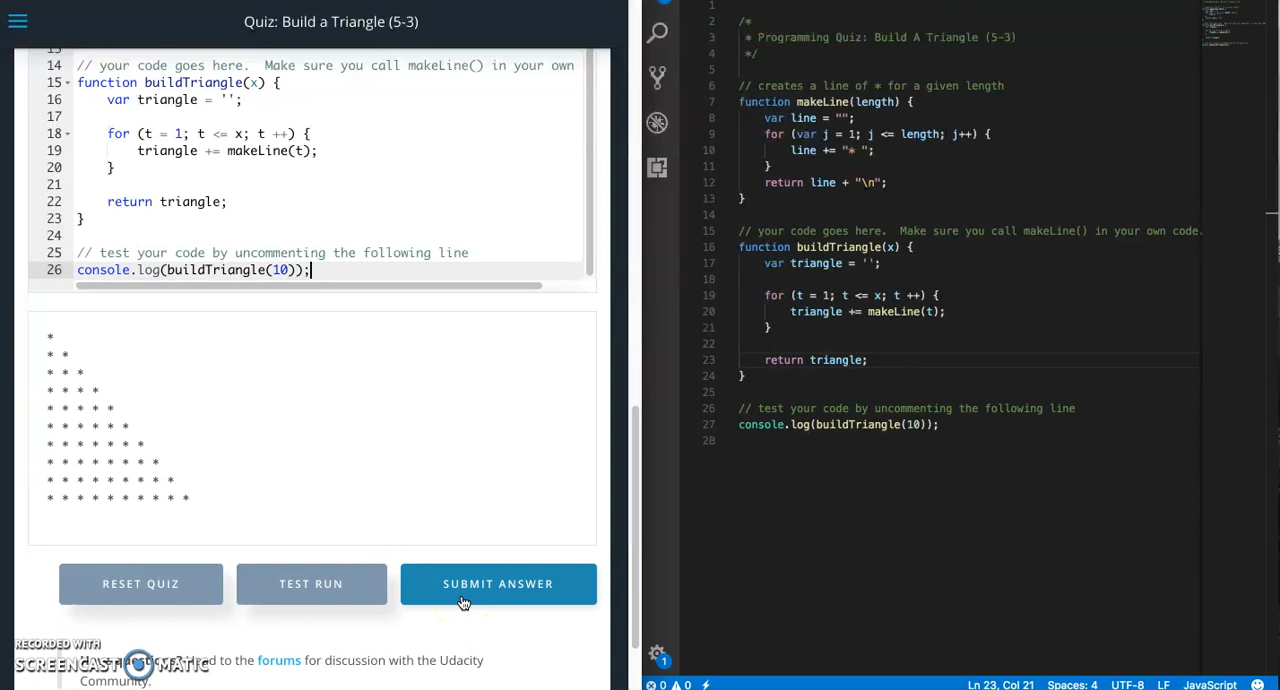 Quiz: Build a Triangle (5-3)
14 // your code goes here.  Make sure you call makeLine() in your own
15 function buildTriangle(x) {
16     var triangle = '';
17
18     for (t = 1; t <= x; t ++) {
19         triangle += makeLine(t);
20     }
21
22     return triangle;
23 }
24
25 // test your code by uncommenting the following line
26 console.log(buildTriangle(10));
*
* *
* * *
* * * *
* * * * *
* * * * * *
* * * * * * *
* * * * * * * *
* * * * * * * * *
* * * * * * * * * *
RESET QUIZ
TEST RUN
SUBMIT ANSWER
RECORDED WITH
SCREENCAST MATIC
questions? Head to the forums for discussion with the Udacity
Community.
1
2 /*
3  * Programming Quiz: Build A Triangle (5-3)
4  */
5
6 // creates a line of * for a given length
7 function makeLine(length) {
8     var line = "";
9     for (var j = 1; j <= length; j++) {
10         line += "* ";
11     }
12     return line + "\n";
13 }
14
15 // your code goes here.  Make sure you call makeLine() in your own code.
16 function buildTriangle(x) {
17     var triangle = '';
18
19     for (t = 1; t <= x; t ++) {
20         triangle += makeLine(t);
21     }
22
23     return triangle;
24 }
25
26 // test your code by uncommenting the following line
27 console.log(buildTriangle(10));
28
1
0 0 Ln 23, Col 21 Spaces: 4 UTF-8 LF JavaScript